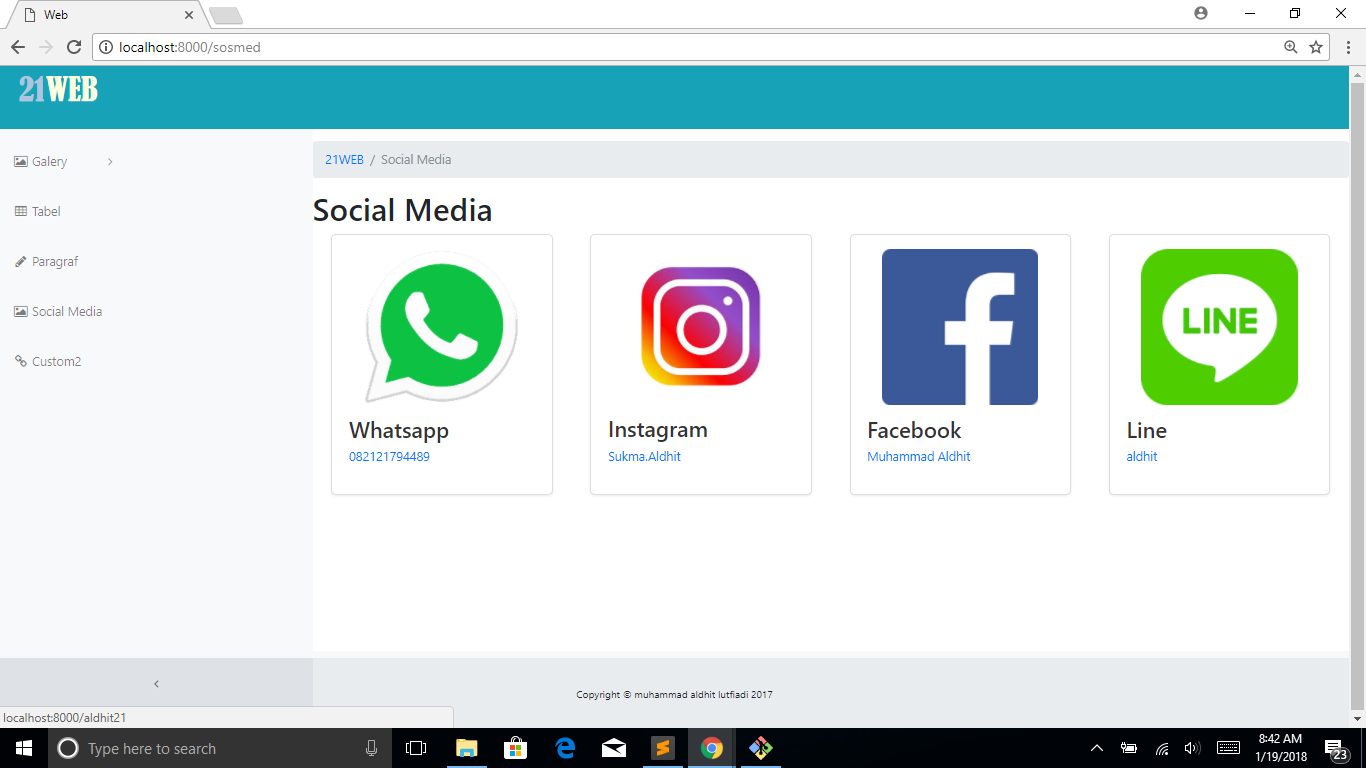 Web
localhost:8000/sosmed
21WEB
Galery
Tabel
Paragraf
Social Media
Custom2
21WEB / Social Media
Social Media
LINE
Whatsapp
082121794489
Instagram
Sukma.Aldhit
Facebook
Muhammad Aldhit
Line
aldhit
Copyright © muhammad aldhit lutfiadi 2017
localhost:8000/aldhit21
Type here to search
8:42 AM
1/19/2018
23